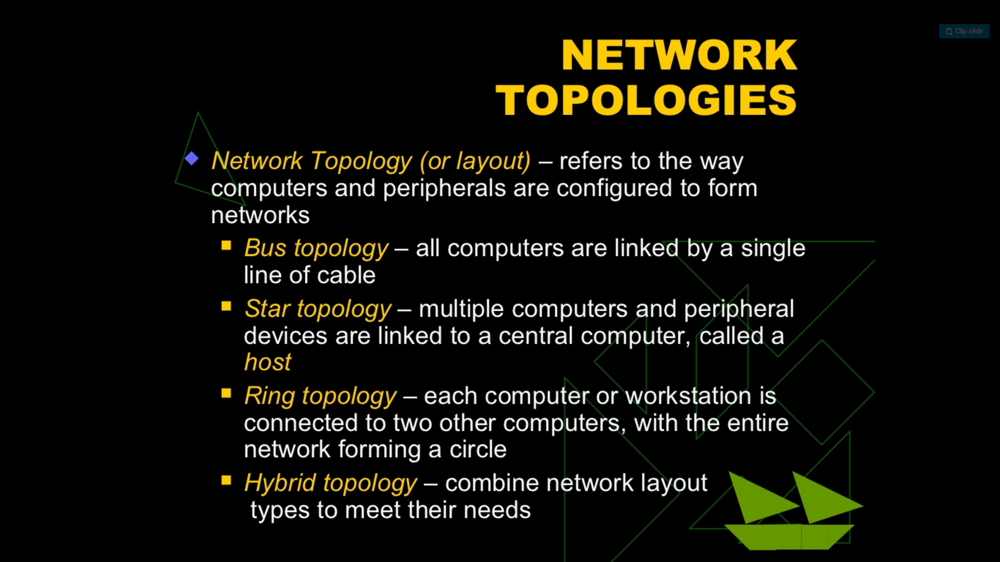 Clip slide
NETWORK
TOPOLOGIES
Network Topology (or layout) – refers to the way
computers and peripherals are configured to form
networks
Bus topology – all computers are linked by a single
line of cable
Star topology – multiple computers and peripheral
devices are linked to a central computer, called a
host
Ring topology – each computer or workstation is
connected to two other computers, with the entire
network forming a circle
Hybrid topology – combine network layout
types to meet their needs